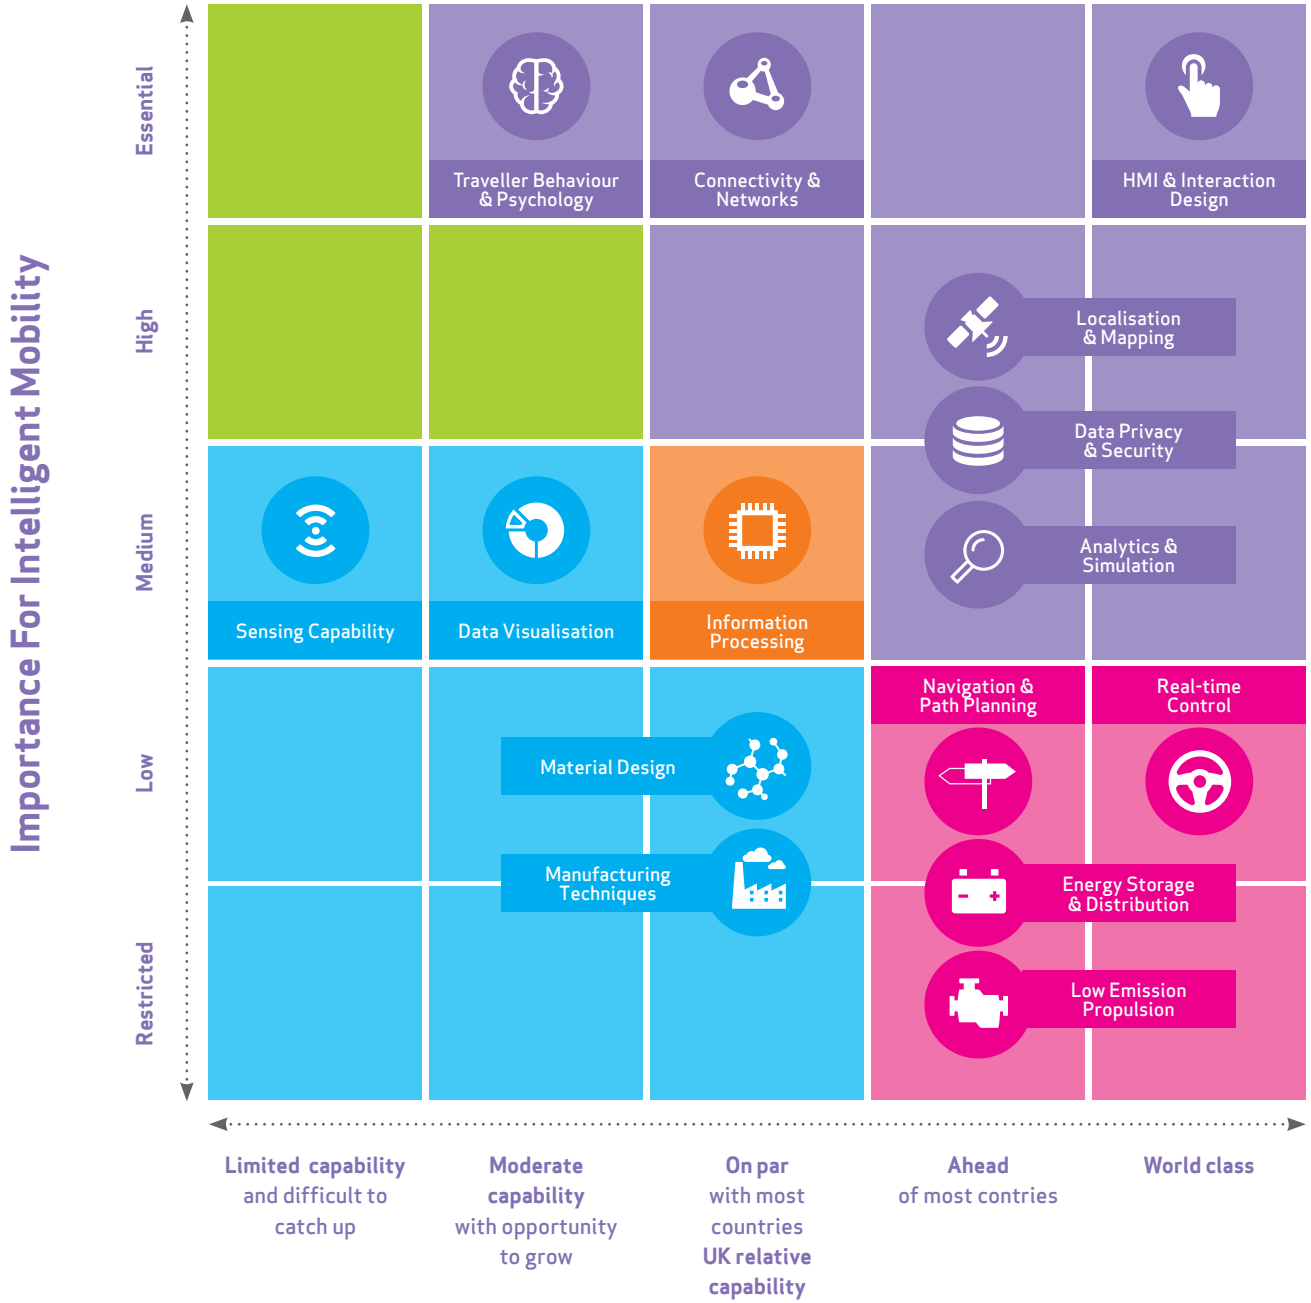 Importance For Intelligent Mobility
Essential
High
Medium
Low
Restricted
Traveller Behaviour
& Psychology
Connectivity &
Networks
HMI & Interaction
Design
Localisation
& Mapping
Data Privacy
& Security
Analytics &
Simulation
Sensing Capability
Data Visualisation
Information
Processing
Navigation &
Path Planning
Real-time
Control
Material Design
Manufacturing
Techniques
Energy Storage
& Distribution
Low Emission
Propulsion
Limited capability
and difficult to
catch up
Moderate
capability
with opportunity
to grow
On par
with most
countries
UK relative
capability
Ahead
of most contries
World class